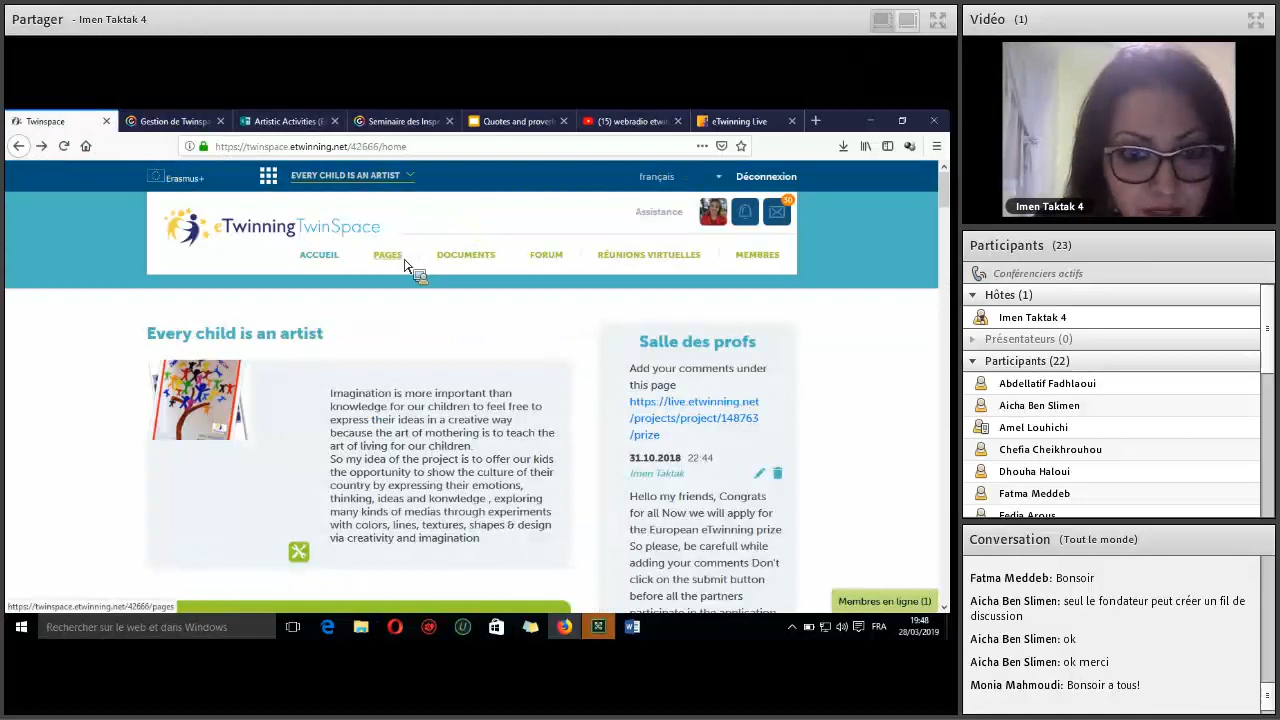 Partager - Imen Taktak 4
Twinspace
Gestion de Twinspa
Artistic Activities (E
Seminaire des Insp
Quotes and prover
(15) webradio etwi
eTwinning Live
https://twinspace.etwinning.net/42666/home
Erasmus+
EVERY CHILD IS AN ARTIST
français
Déconnexion
eTwinningTwinSpace
Assistance
30
ACCUEIL
PAGES
DOCUMENTS
FORUM
RÉUNIONS VIRTUELLES
MEMBRES
Every child is an artist
Imagination is more important than
knowledge for our children to feel free to
express their ideas in a creative way
because the art of mothering is to teach the
art of living for our children.
So my idea of the project is to offer our kids
the opportunity to show the culture of their
country by expressing their emotions,
thinking, ideas and konwledge , exploring
many kinds of medias through experiments
with colors, lines, textures, shapes & design
via creativity and imagination
Salle des profs
Add your comments under
this page
https://live.etwinning.net
/projects/project/148763
/prize
31.10.2018 22:44
Imen Taktak
Hello my friends, Congrats
for all Now we will apply for
the European eTwinning prize
So please, be carefull while
adding your comments Don't
click on the submit button
before all the partners
participate in the application
Membres en ligne (1)
https://twinspace.etwinning.net/42666/pages
Rechercher sur le web et dans Windows
FRA
19:48
28/03/2019
Vidéo (1)
Imen Taktak 4
Participants (23)
Conférenciers actifs
Hôtes (1)
Imen Taktak 4
Présentateurs (0)
Participants (22)
Abdellatif Fadhlaoui
Aicha Ben Slimen
Amel Louhichi
Chefia Cheikhrouhou
Dhouha Haloui
Fatma Meddeb
Fedia Arous
Conversation (Tout le monde)
Fatma Meddeb: Bonsoir
Aicha Ben Slimen: seul le fondateur peut créer un fil de
discussion
Aicha Ben Slimen: ok
Aicha Ben Slimen: ok merci
Monia Mahmoudi: Bonsoir a tous!